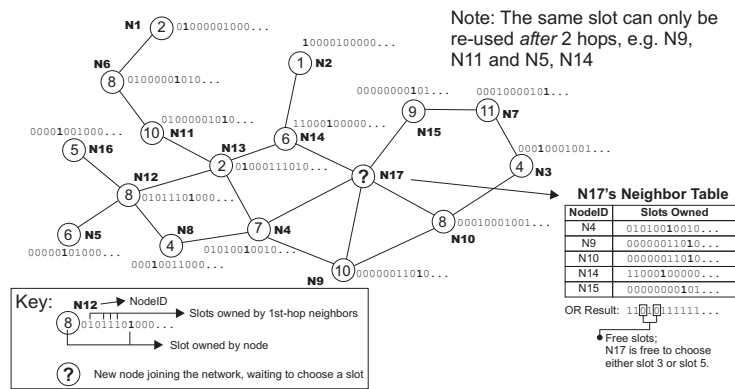 Note: The same slot can only be
re-used after 2 hops, e.g. N9,
N11 and N5, N14
N1
2
01000001000...
10000100000...
1
N2
N6
8
01000001010...
00000000101...
00010000101...
N7
9
N15
11
10
N11
01000001010...
11000100000...
6
N14
00001001000...
5
N16
N13
2
01000111010...
00010001001...
4
N3
?
N17
N12
8
01011101000...
N17's Neighbor Table
NodeID
Slots Owned
N4
01010010010...
N9
00000011010...
N10
00000011010...
N14
11000100000...
N15
00000000101...
OR Result:
11010111111...
Free slots;
N17 is free to choose
either slot 3 or slot 5.
6
N5
00000101000...
4
N8
00010011000...
7
N4
01010010010...
8
N10
00010001001...
10
N9
00000011010...
Key:
N12
NodeID
8
01011101000...
Slots owned by 1st-hop neighbors
Slot owned by node
?
New node joining the network, waiting to choose a slot